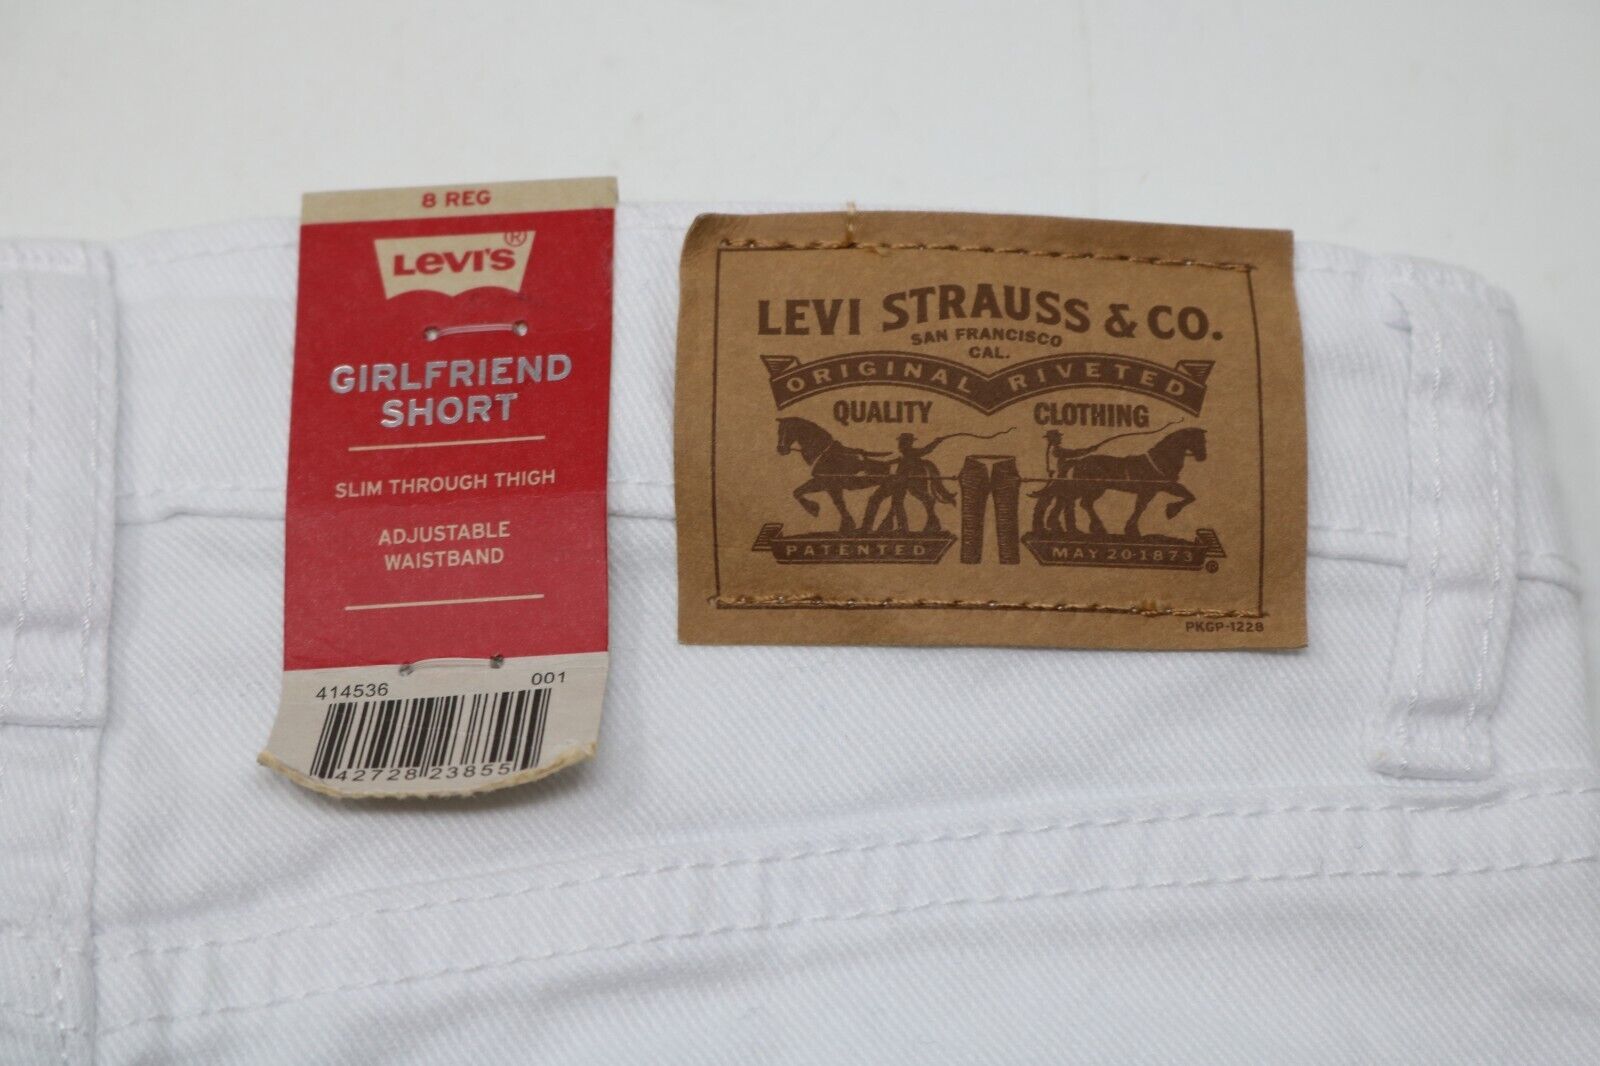 8 REG
LEVI'S®
GIRLFRIEND
SHORT
SLIM THROUGH THIGH
ADJUSTABLE
WAISTBAND
414536 001
42728 23855
LEVI STRAUSS & CO.
SAN FRANCISCO
CAL.
ORIGINAL RIVETED
QUALITY CLOTHING
PATENTED MAY 20-1873 ®
PKGP-1228